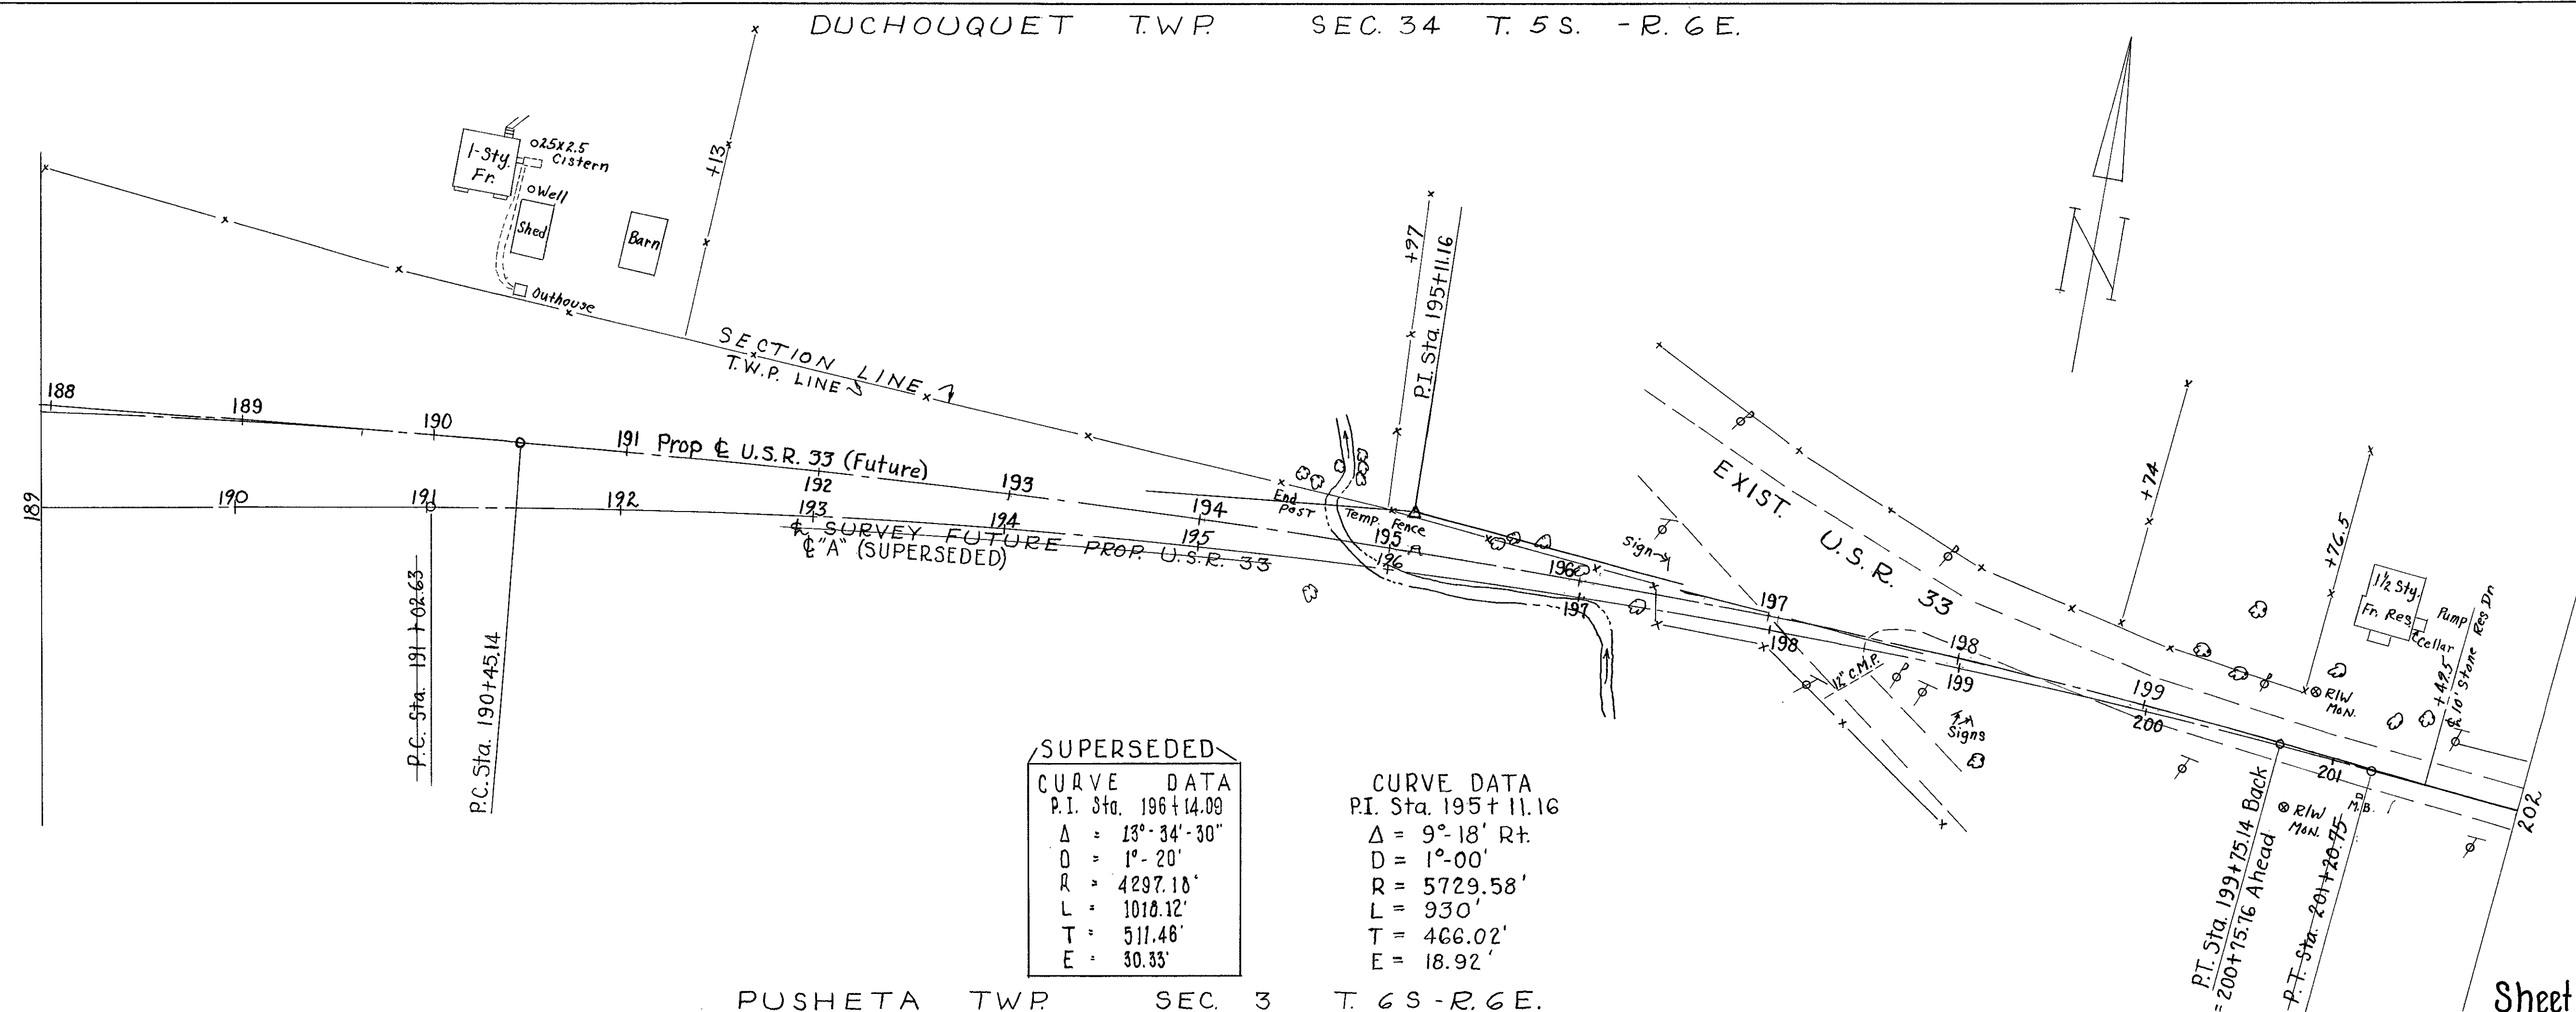 DUCHOUQUET TWP. SEC. 34 T. 5 S. - R. 6 E.
1-Sty.
Fr.
25x2.5
Cistern
Well
Shed
Barn
Outhouse
+13
SECTION LINE
T.W.P. LINE
+97
P.I. Sta. 195+11.16
N
188
189
190
191
Prop ℄ U.S.R. 33 (Future)
192
193
194
195
196
197
198
199
189
190
191
192
193
194
195
196
197
198
199
200
201
202
℄ SURVEY FUTURE PROP. U.S.R. 33
℄ "A" (SUPERSEDED)
End
Post
Temp. Fence
Sign
EXIST. U.S.R. 33
+74
+76.5
1½ Sty.
Fr. Res.
Pump
Cellar
+49.5
℄ 10' Stone Res. Dr.
R/W
MON.
12" C.M.P.
Signs
P.C. Sta. 191+02.63
P.C. Sta. 190+45.14
R/W
MON.
M.B.
P.T. Sta. 199+75.14 Back
= 200+75.76 Ahead
P.T. Sta. 201+20.75
SUPERSEDED
CURVE DATA
P.I. Sta. 196+14.09
Δ = 13°-34'-30"
D = 1°-20'
R = 4297.18'
L = 1018.12'
T = 511.46'
E = 30.33'
CURVE DATA
P.I. Sta. 195+11.16
Δ = 9°-18' Rt.
D = 1°-00'
R = 5729.58'
L = 930'
T = 466.02'
E = 18.92'
PUSHETA TWP. SEC. 3 T. 6 S - R. 6 E.
Sheet